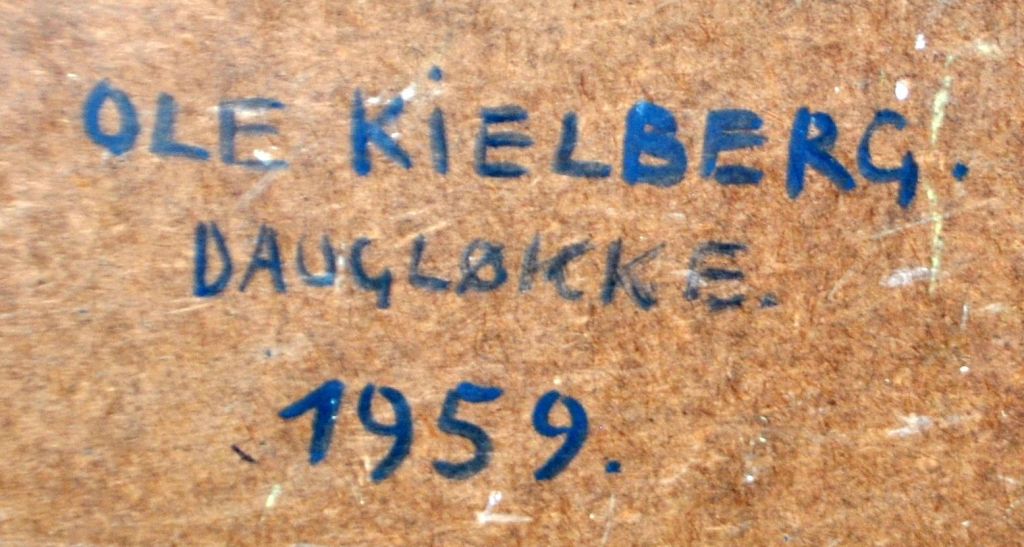 OLE KiELBERG.
DAUGLØKKE.
1959.